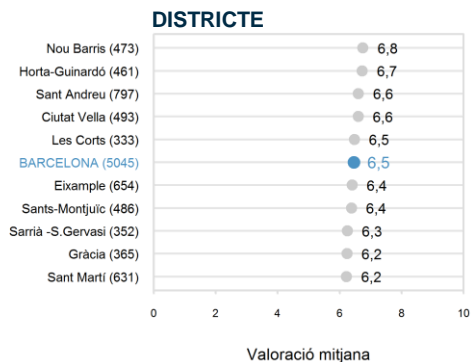 DISTRICTE
Nou Barris (473) 6,8
Horta-Guinardó (461) 6,7
Sant Andreu (797) 6,6
Ciutat Vella (493) 6,6
Les Corts (333) 6,5
BARCELONA (5045) 6,5
Eixample (654) 6,4
Sants-Montjuïc (486) 6,4
Sarrià -S.Gervasi (352) 6,3
Gràcia (365) 6,2
Sant Martí (631) 6,2
0 2 4 6 8 10
Valoració mitjana